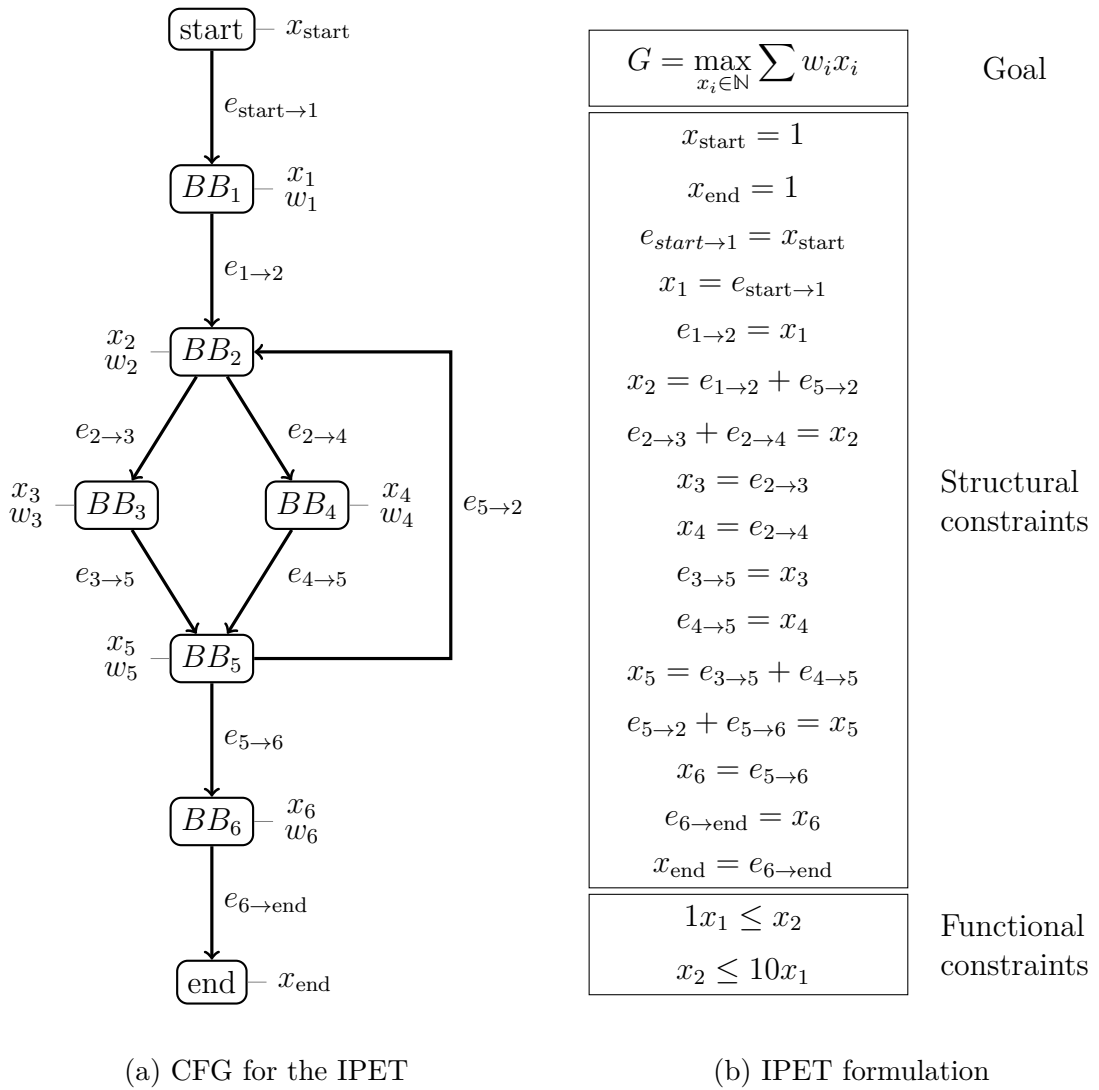 start
x_start
e_start→1
BB_1
x_1
w_1
e_1→2
x_2
w_2
BB_2
e_2→3
e_2→4
x_3
w_3
BB_3
BB_4
x_4
w_4
e_5→2
e_3→5
e_4→5
x_5
w_5
BB_5
e_5→6
BB_6
x_6
w_6
e_6→end
end
x_end
(a) CFG for the IPET
G = max_{x_i∈ℕ} ∑ w_i x_i
Goal
x_start = 1
x_end = 1
e_start→1 = x_start
x_1 = e_start→1
e_1→2 = x_1
x_2 = e_1→2 + e_5→2
e_2→3 + e_2→4 = x_2
x_3 = e_2→3
x_4 = e_2→4
e_3→5 = x_3
e_4→5 = x_4
x_5 = e_3→5 + e_4→5
e_5→2 + e_5→6 = x_5
x_6 = e_5→6
e_6→end = x_6
x_end = e_6→end
Structural
constraints
1x_1 ≤ x_2
x_2 ≤ 10x_1
Functional
constraints
(b) IPET formulation